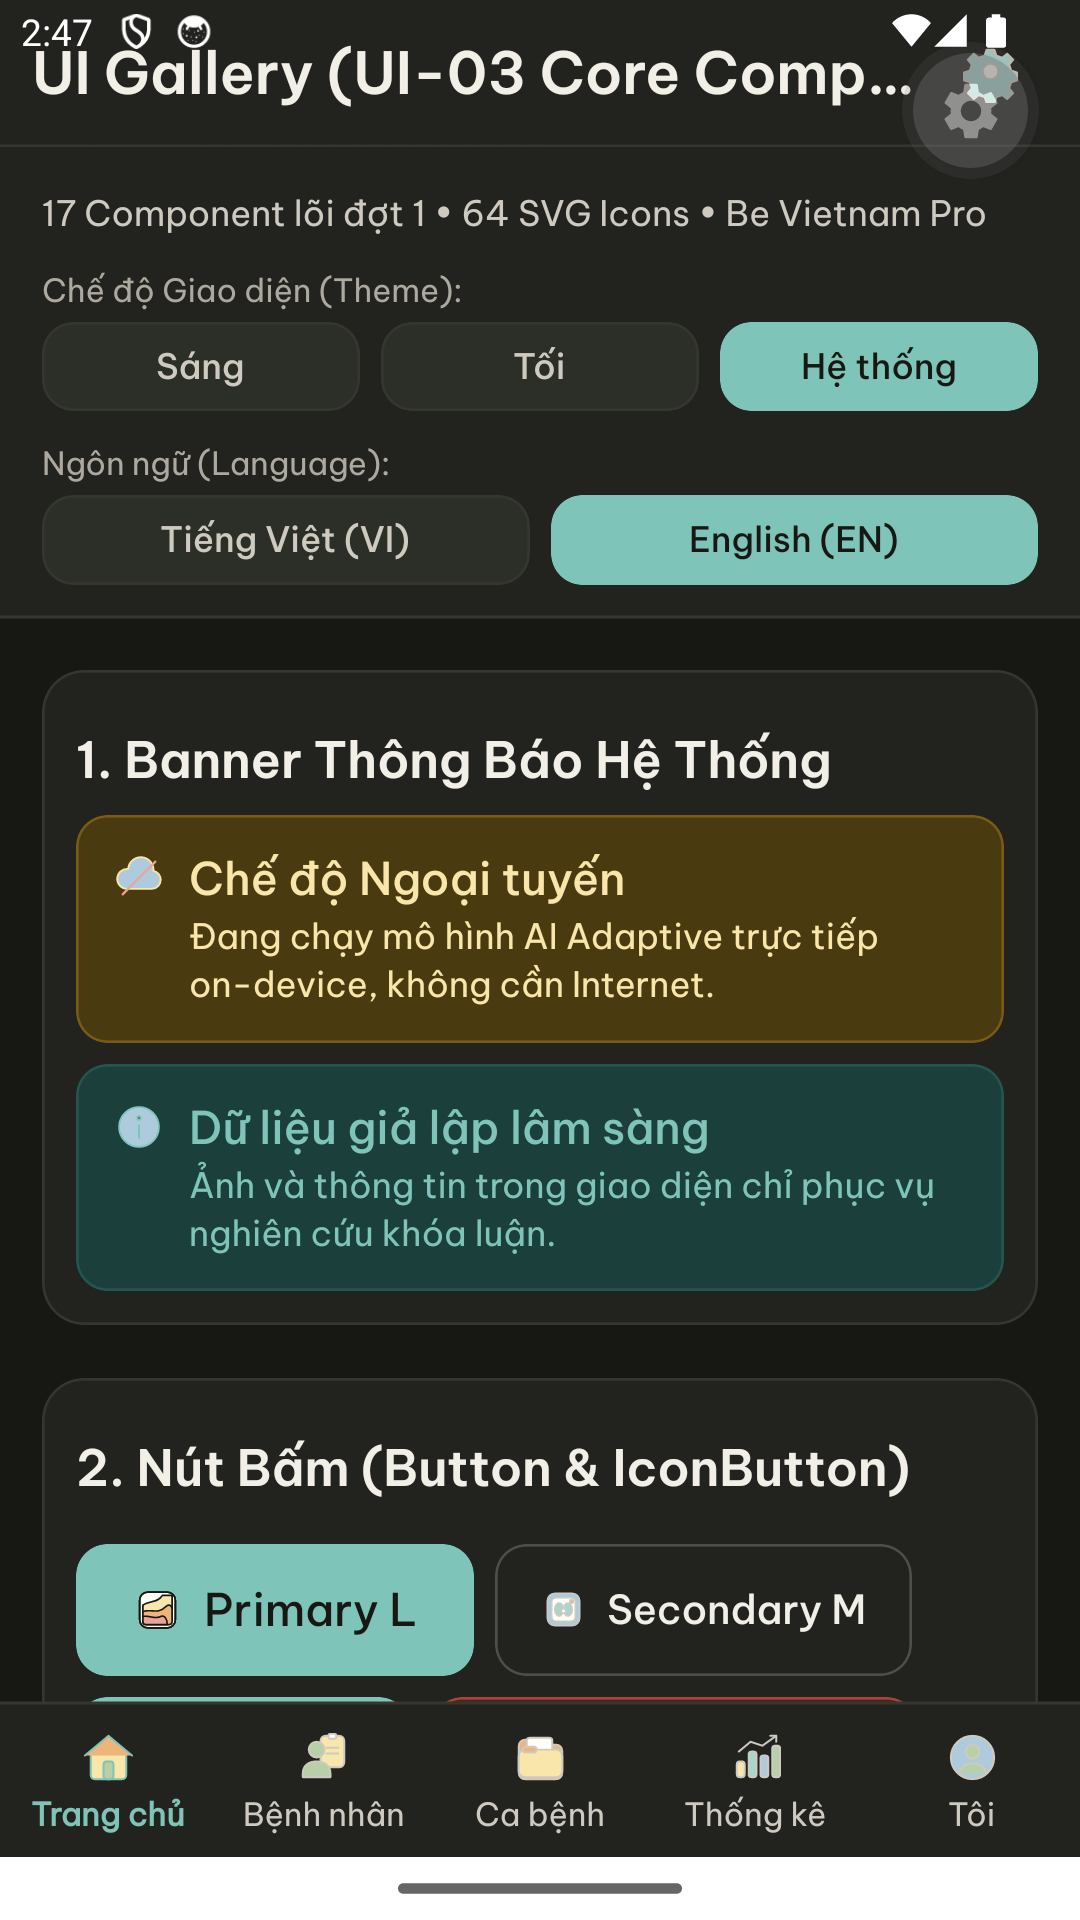 2:47
UI Gallery (UI-03 Core Comp...
17 Component lõi đợt 1 • 64 SVG Icons • Be Vietnam Pro
Chế độ Giao diện (Theme):
Sáng
Tối
Hệ thống
Ngôn ngữ (Language):
Tiếng Việt (VI)
English (EN)
1. Banner Thông Báo Hệ Thống
Chế độ Ngoại tuyến
Đang chạy mô hình AI Adaptive trực tiếp
on-device, không cần Internet.
Dữ liệu giả lập lâm sàng
Ảnh và thông tin trong giao diện chỉ phục vụ
nghiên cứu khóa luận.
2. Nút Bấm (Button & IconButton)
Primary L
Secondary M
Trang chủ
Bệnh nhân
Ca bệnh
Thống kê
Tôi